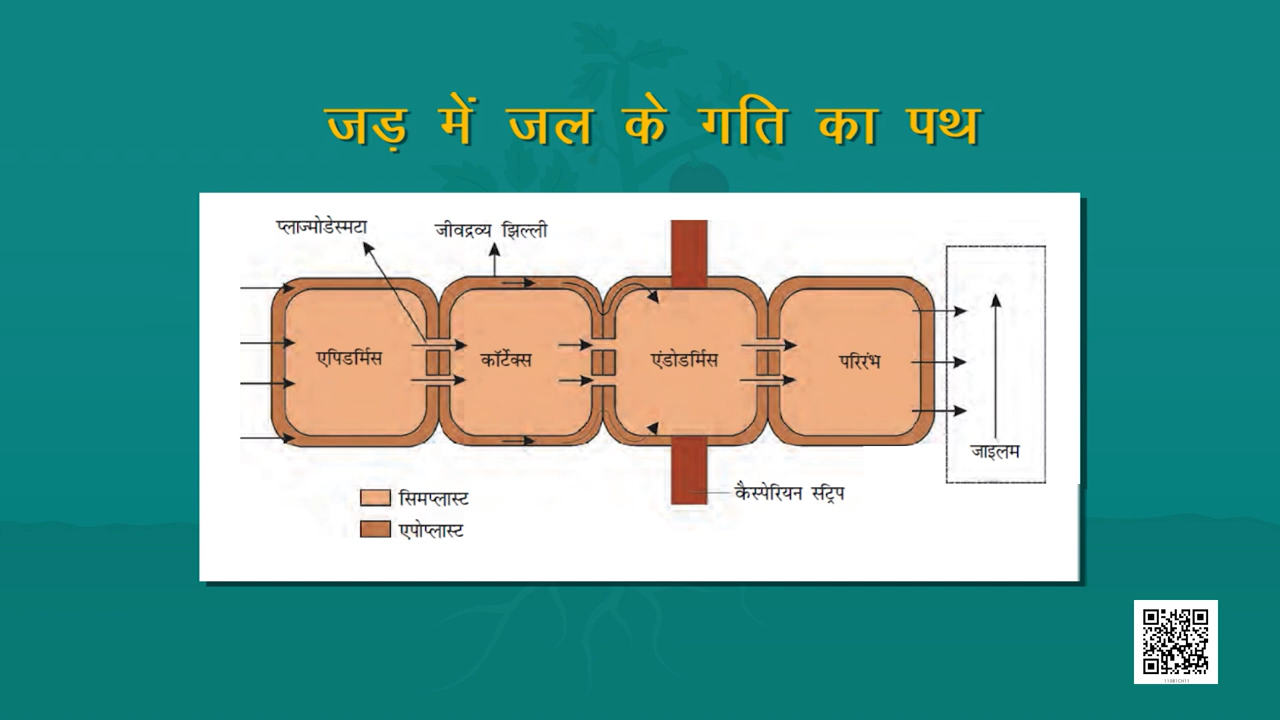 जड़ में जल के गति का पथ
प्लाज्मोडेस्मटा
जीवद्रव्य झिल्ली
एपिडर्मिस
कॉर्टेक्स
एंडोडर्मिस
परिरंभ
जाइलम
कैस्पेरियन स्ट्रिप
सिमप्लास्ट
एपोप्लास्ट